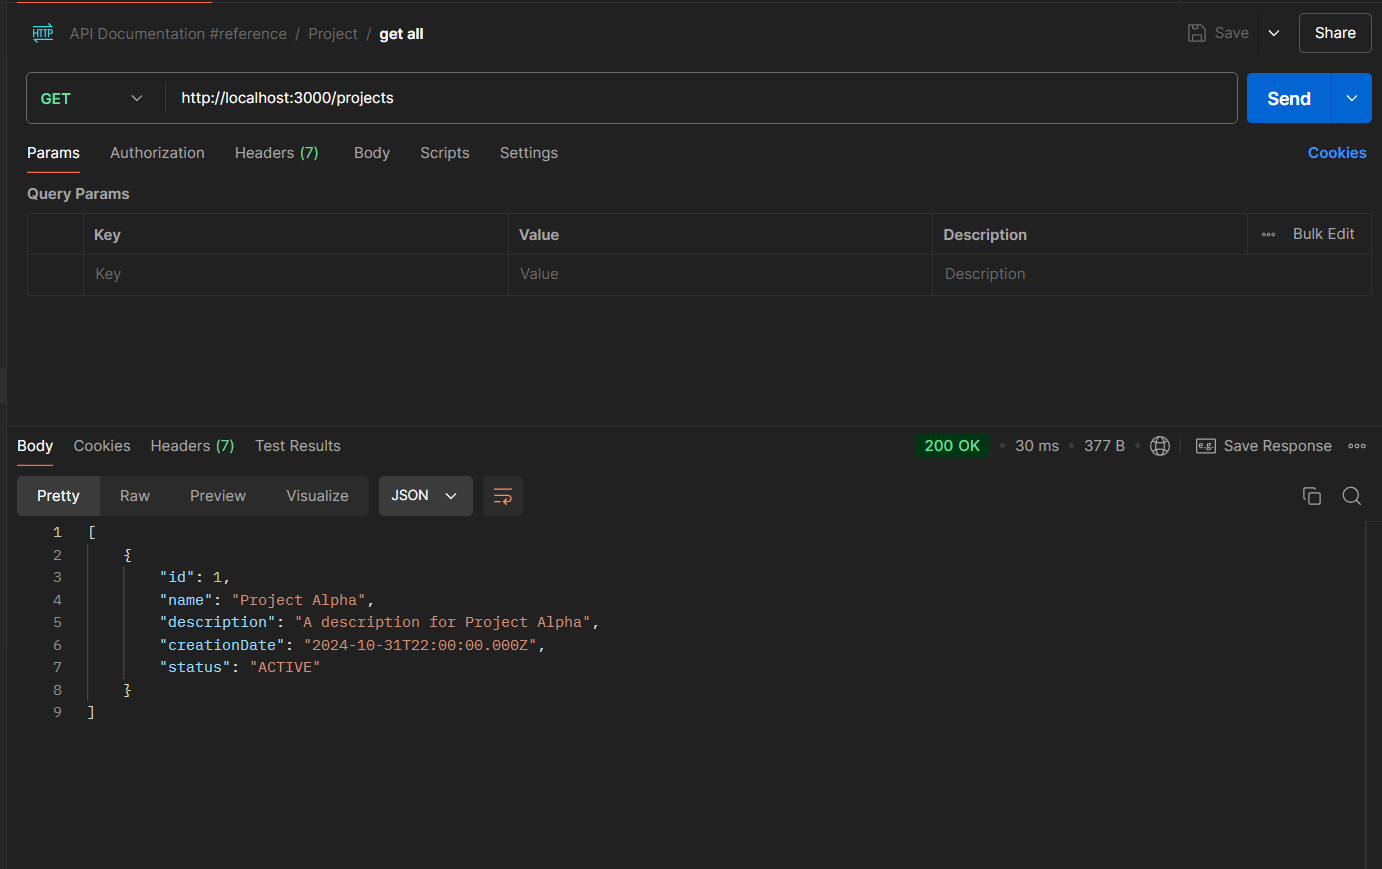 HTTP API Documentation #reference / Project / get all Save Share
GET http://localhost:3000/projects Send
Params Authorization Headers (7) Body Scripts Settings Cookies
Query Params
Key Value Description Bulk Edit
Key Value Description
Body Cookies Headers (7) Test Results 200 OK 30 ms 377 B e.g. Save Response
Pretty Raw Preview Visualize JSON
1 [
2 {
3 "id": 1,
4 "name": "Project Alpha",
5 "description": "A description for Project Alpha",
6 "creationDate": "2024-10-31T22:00:00.000Z",
7 "status": "ACTIVE"
8 }
9 ]